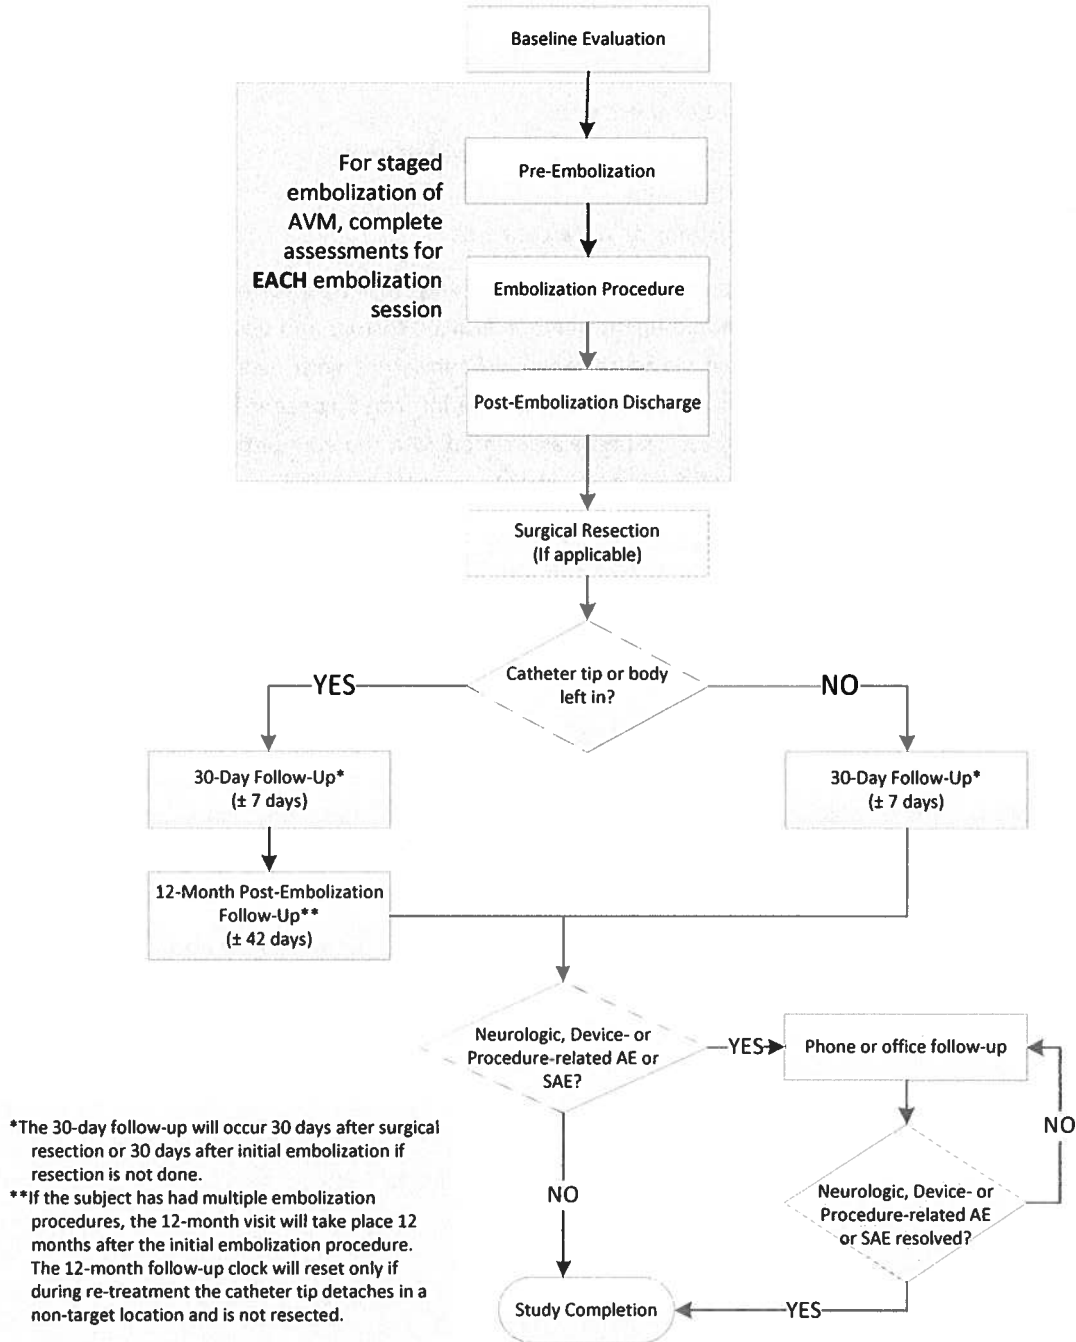 Baseline Evaluation
For staged
embolization of
AVM, complete
assessments for
EACH embolization
session
Pre-Embolization
Embolization Procedure
Post-Embolization Discharge
Surgical Resection
(If applicable)
Catheter tip or body
left in?
YES
NO
30-Day Follow-Up*
(± 7 days)
30-Day Follow-Up*
(± 7 days)
12-Month Post-Embolization
Follow-Up**
(± 42 days)
Neurologic, Device- or
Procedure-related AE or
SAE?
YES
Phone or office follow-up
NO
NO
Neurologic, Device- or
Procedure-related AE
or SAE resolved?
YES
Study Completion
*The 30-day follow-up will occur 30 days after surgical
resection or 30 days after initial embolization if
resection is not done.
**If the subject has had multiple embolization
procedures, the 12-month visit will take place 12
months after the initial embolization procedure.
The 12-month follow-up clock will reset only if
during re-treatment the catheter tip detaches in a
non-target location and is not resected.